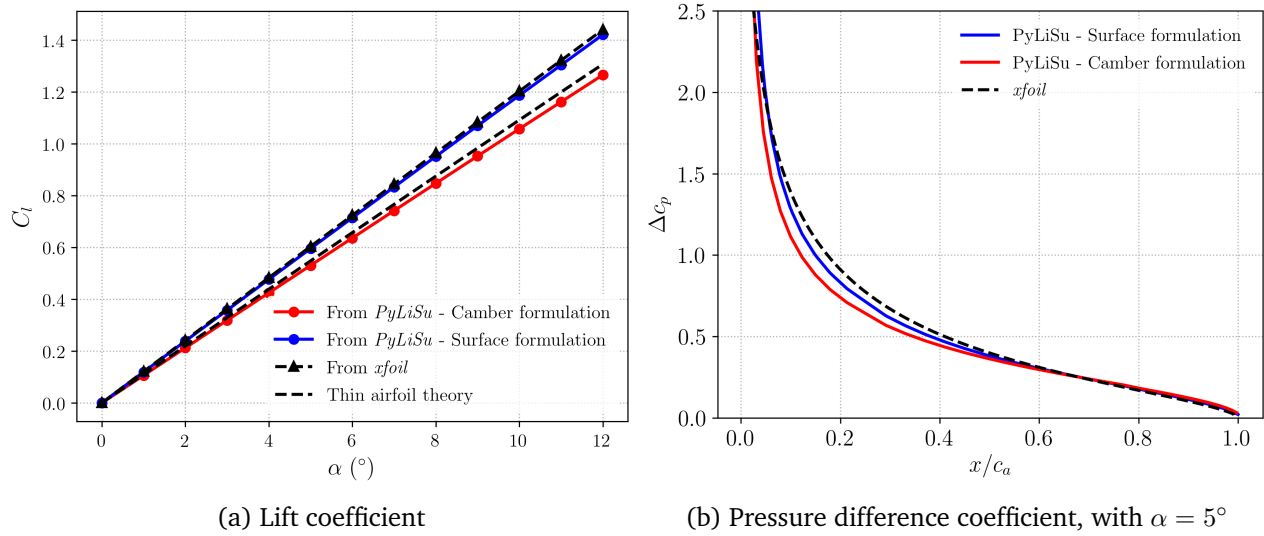 1.4
1.2
1.0
0.8
0.6
0.4
0.2
0.0
C_l
From PyLiSu - Camber formulation
From PyLiSu - Surface formulation
From xfoil
Thin airfoil theory
0 2 4 6 8 10 12
α (°)
(a) Lift coefficient
2.5
2.0
1.5
1.0
0.5
0.0
Δc_p
PyLiSu - Surface formulation
PyLiSu - Camber formulation
xfoil
0.0 0.2 0.4 0.6 0.8 1.0
x/c_a
(b) Pressure difference coefficient, with α = 5°